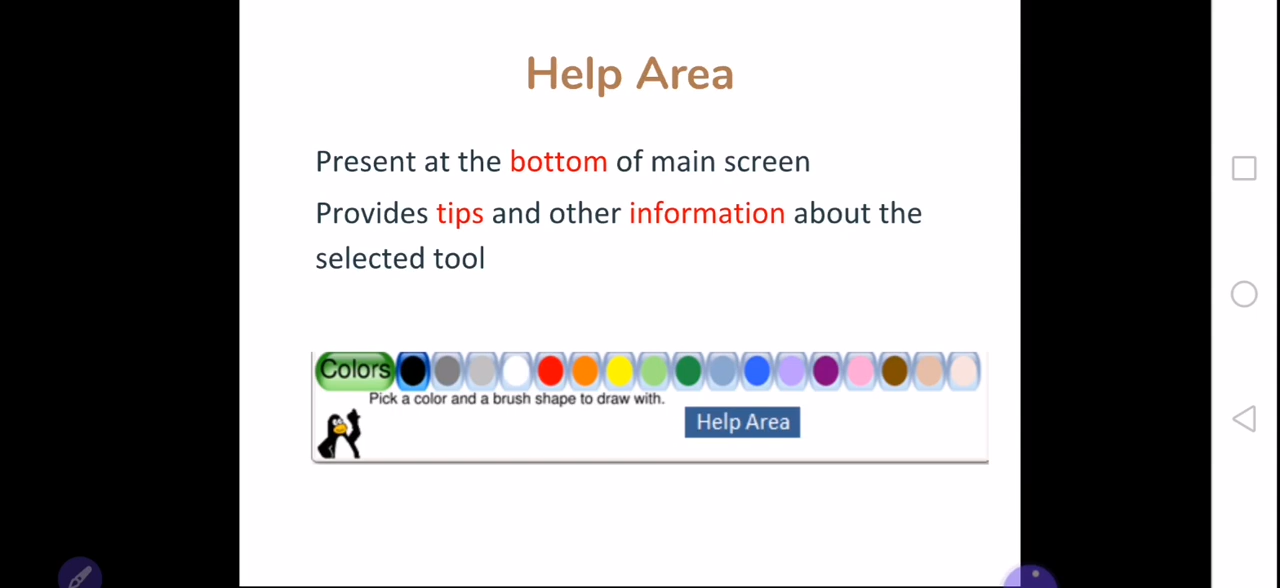 Help Area
Present at the bottom of main screen
Provides tips and other information about the
selected tool
Colors
Pick a color and a brush shape to draw with.
Help Area